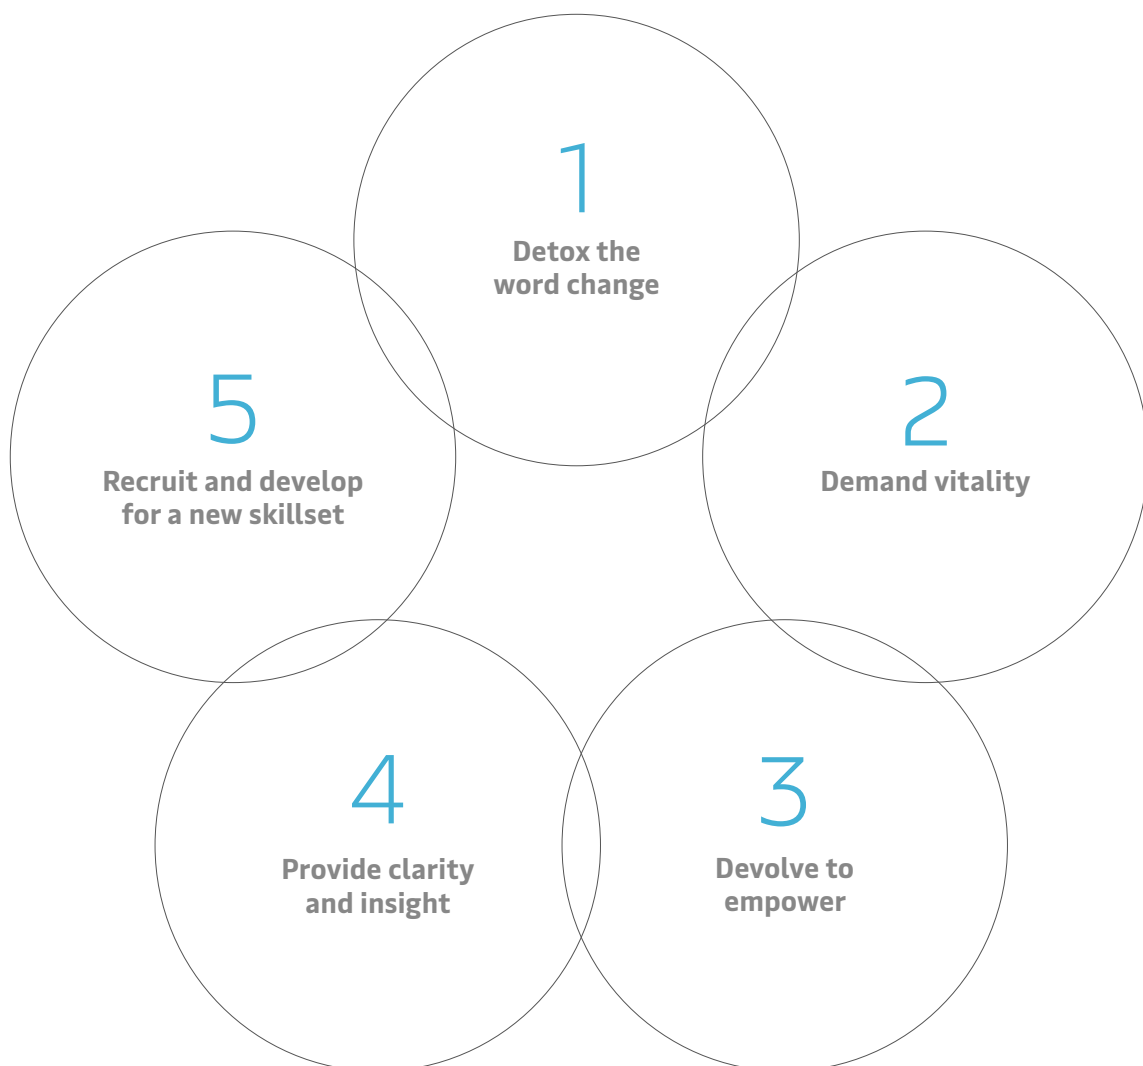 1
Detox the
word change
2
Demand vitality
3
Devolve to
empower
4
Provide clarity
and insight
5
Recruit and develop
for a new skillset